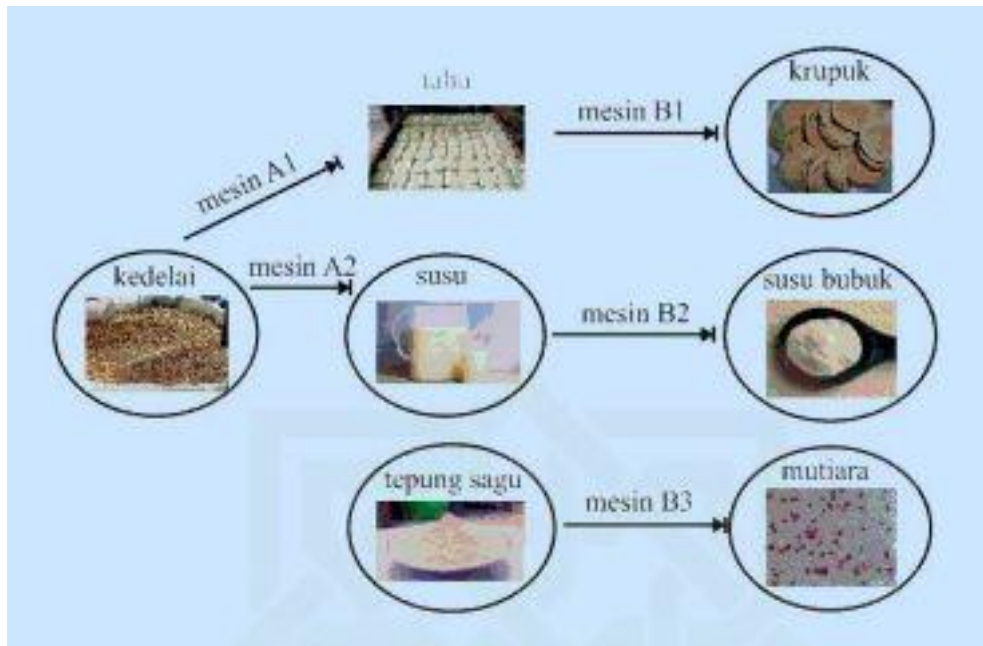 tahu
krupuk
mesin B1
mesin A1
kedelai
mesin A2
susu
susu bubuk
mesin B2
tepung sagu
mutiara
mesin B3